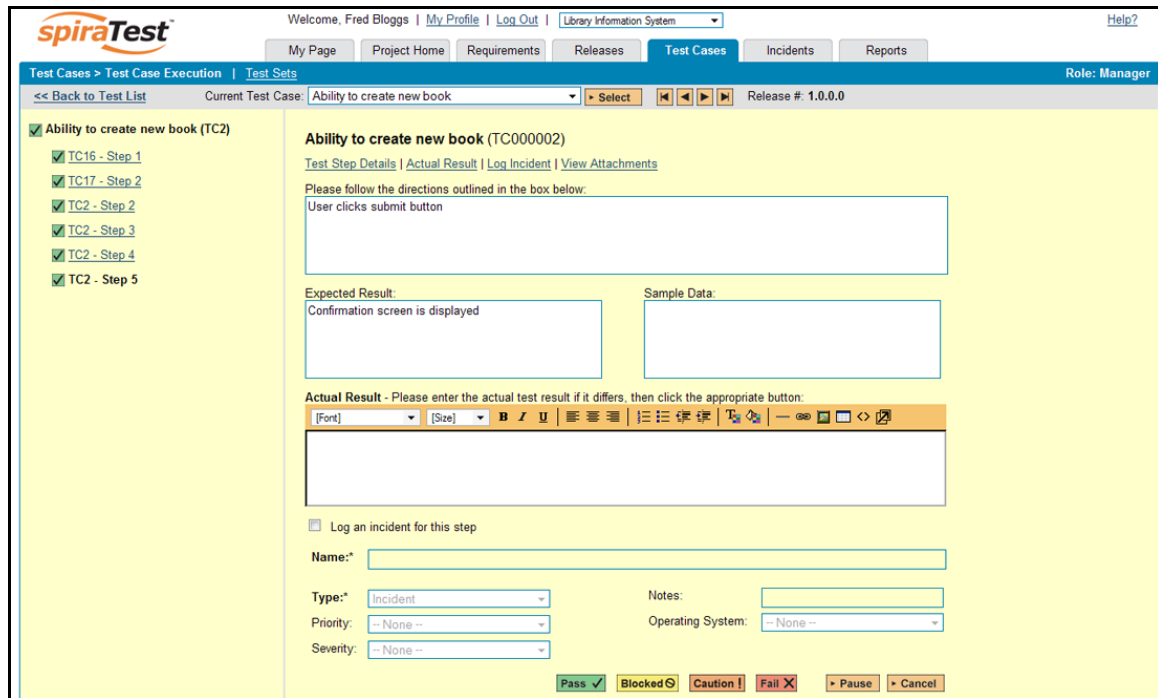 Welcome, Fred Bloggs | My Profile | Log Out | Library Information System Help?
spiraTest
My Page Project Home Requirements Releases Test Cases Incidents Reports
Test Cases > Test Case Execution | Test Sets Role: Manager
<< Back to Test List Current Test Case: Ability to create new book Select Release #: 1.0.0.0
Ability to create new book (TC2)
TC16 - Step 1
TC17 - Step 2
TC2 - Step 2
TC2 - Step 3
TC2 - Step 4
TC2 - Step 5
Ability to create new book (TC000002)
Test Step Details | Actual Result | Log Incident | View Attachments
Please follow the directions outlined in the box below:
User clicks submit button
Expected Result: Sample Data:
Confirmation screen is displayed
Actual Result - Please enter the actual test result if it differs, then click the appropriate button:
[Font] [Size] B I U
Log an incident for this step
Name:*
Type:* Incident Notes:
Priority: -- None -- Operating System: -- None --
Severity: -- None --
Pass Blocked Caution ! Fail X Pause Cancel